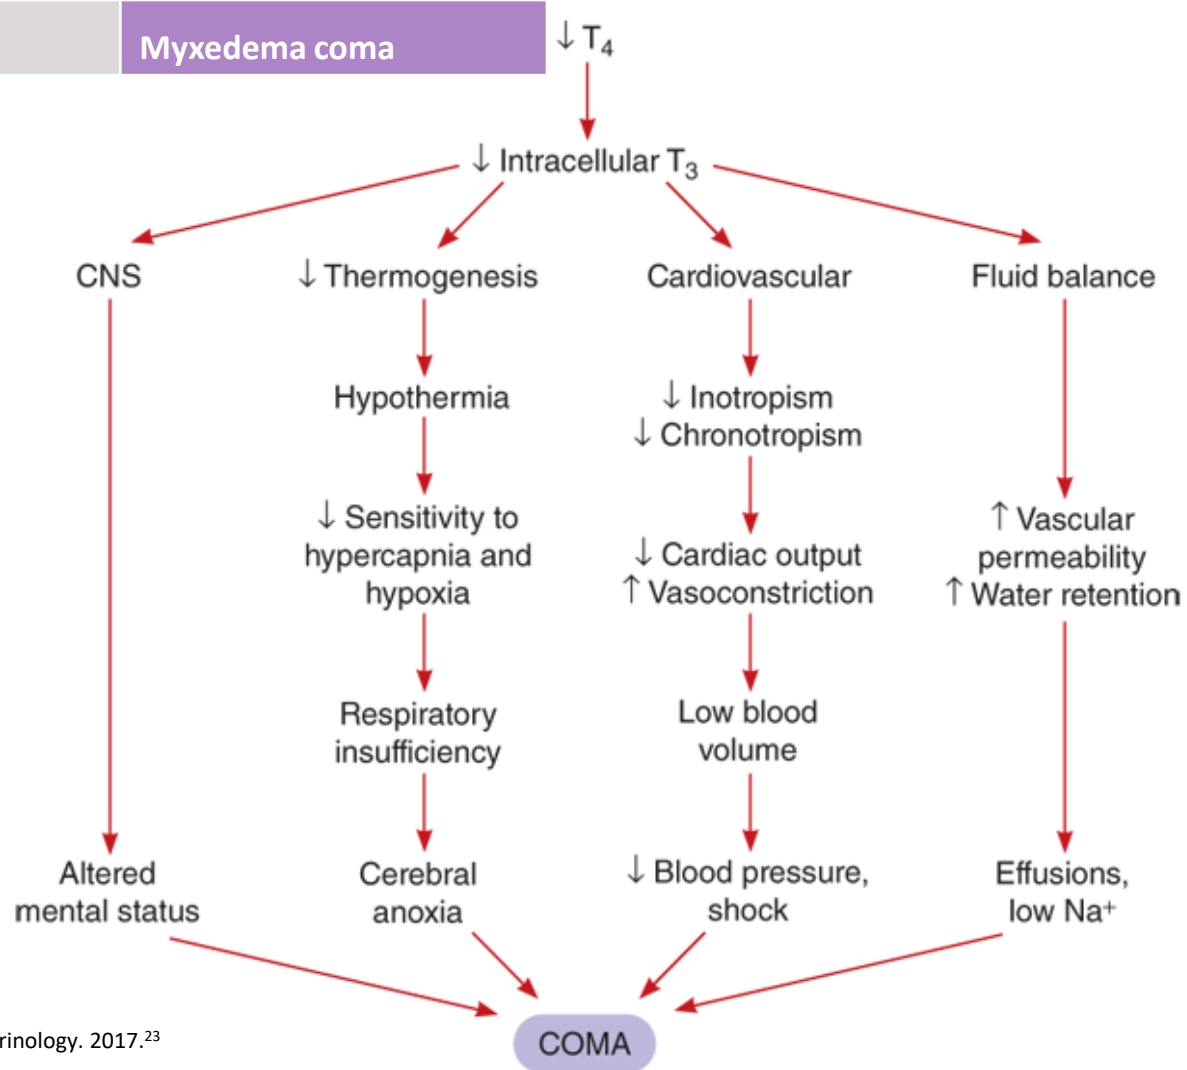 Myxedema coma
↓ T₄
↓ Intracellular T₃
CNS
↓ Thermogenesis
Cardiovascular
Fluid balance
Hypothermia
↓ Inotropism
↓ Chronotropism
↓ Sensitivity to
hypercapnia and
hypoxia
↓ Cardiac output
↑ Vasoconstriction
↑ Vascular
permeability
↑ Water retention
Respiratory
insufficiency
Low blood
volume
Altered
mental status
Cerebral
anoxia
↓ Blood pressure,
shock
Effusions,
low Na⁺
COMA
rinology. 2017.²³